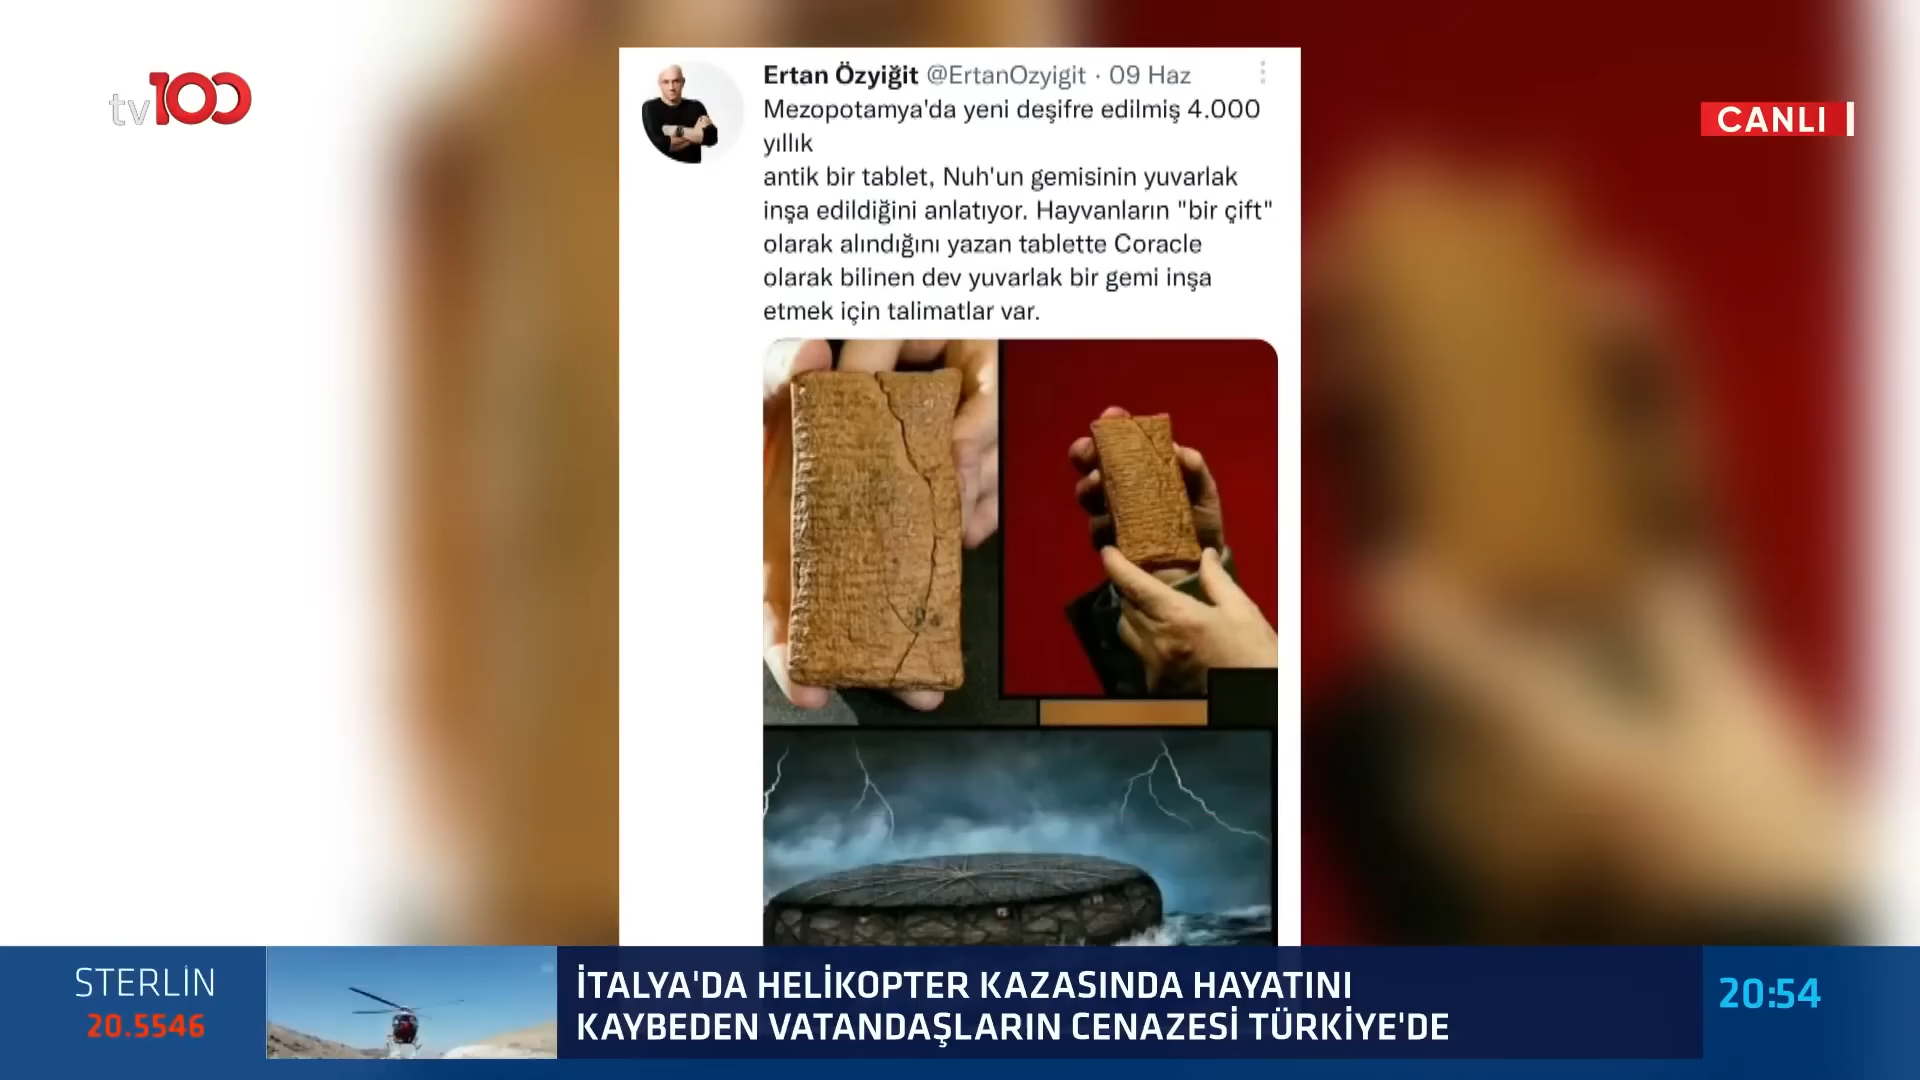 tv100
CANLI
Ertan Özyiğit @ErtanOzyigit · 09 Haz
Mezopotamya'da yeni deşifre edilmiş 4.000
yıllık
antik bir tablet, Nuh'un gemisinin yuvarlak
inşa edildiğini anlatıyor. Hayvanların "bir çift"
olarak alındığını yazan tablette Coracle
olarak bilinen dev yuvarlak bir gemi inşa
etmek için talimatlar var.
STERLİN
20.5546
İTALYA'DA HELİKOPTER KAZASINDA HAYATINI
KAYBEDEN VATANDAŞLARIN CENAZESİ TÜRKİYE'DE
20:54